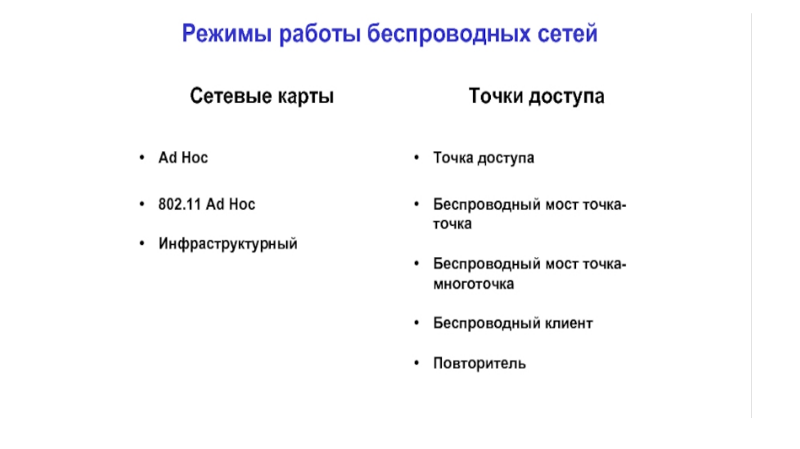 Режимы работы беспроводных сетей
Сетевые карты
• Ad Hoc
• 802.11 Ad Hoc
• Инфраструктурный
Точки доступа
• Точка доступа
• Беспроводный мост точка-
точка
• Беспроводный мост точка-
многоточка
• Беспроводный клиент
• Повторитель